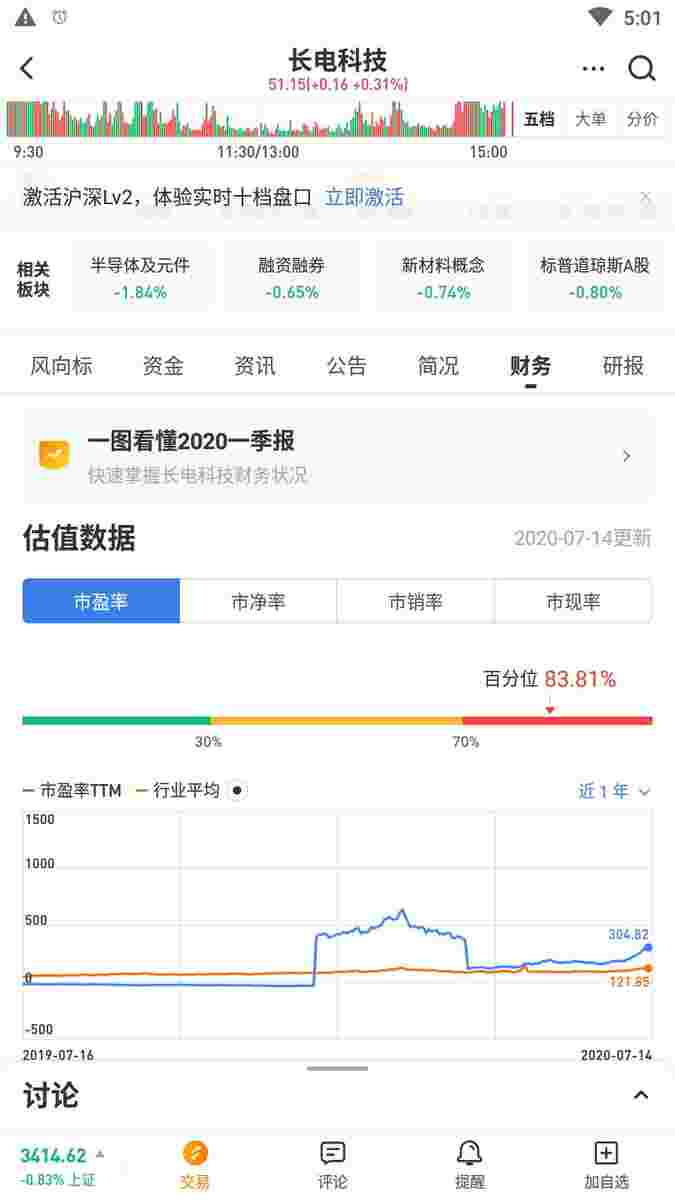 5:01
长电科技
51.15(+0.16 +0.31%)
五档 大单 分价
9:30 11:30/13:00 15:00
激活沪深Lv2，体验实时十档盘口 立即激活
相关板块
半导体及元件 融资融券 新材料概念 标普道琼斯A股
-1.84% -0.65% -0.74% -0.80%
风向标 资金 资讯 公告 简况 财务 研报
一图看懂2020一季报
快速掌握长电科技财务状况
估值数据 2020-07-14更新
市盈率 市净率 市销率 市现率
百分位 83.81%
30% 70%
市盈率TTM 行业平均 近1年
1500
1000
500
304.82
0
121.85
-500
2019-07-16 2020-07-14
讨论
3414.62
-0.83% 上证
交易 评论 提醒 加自选